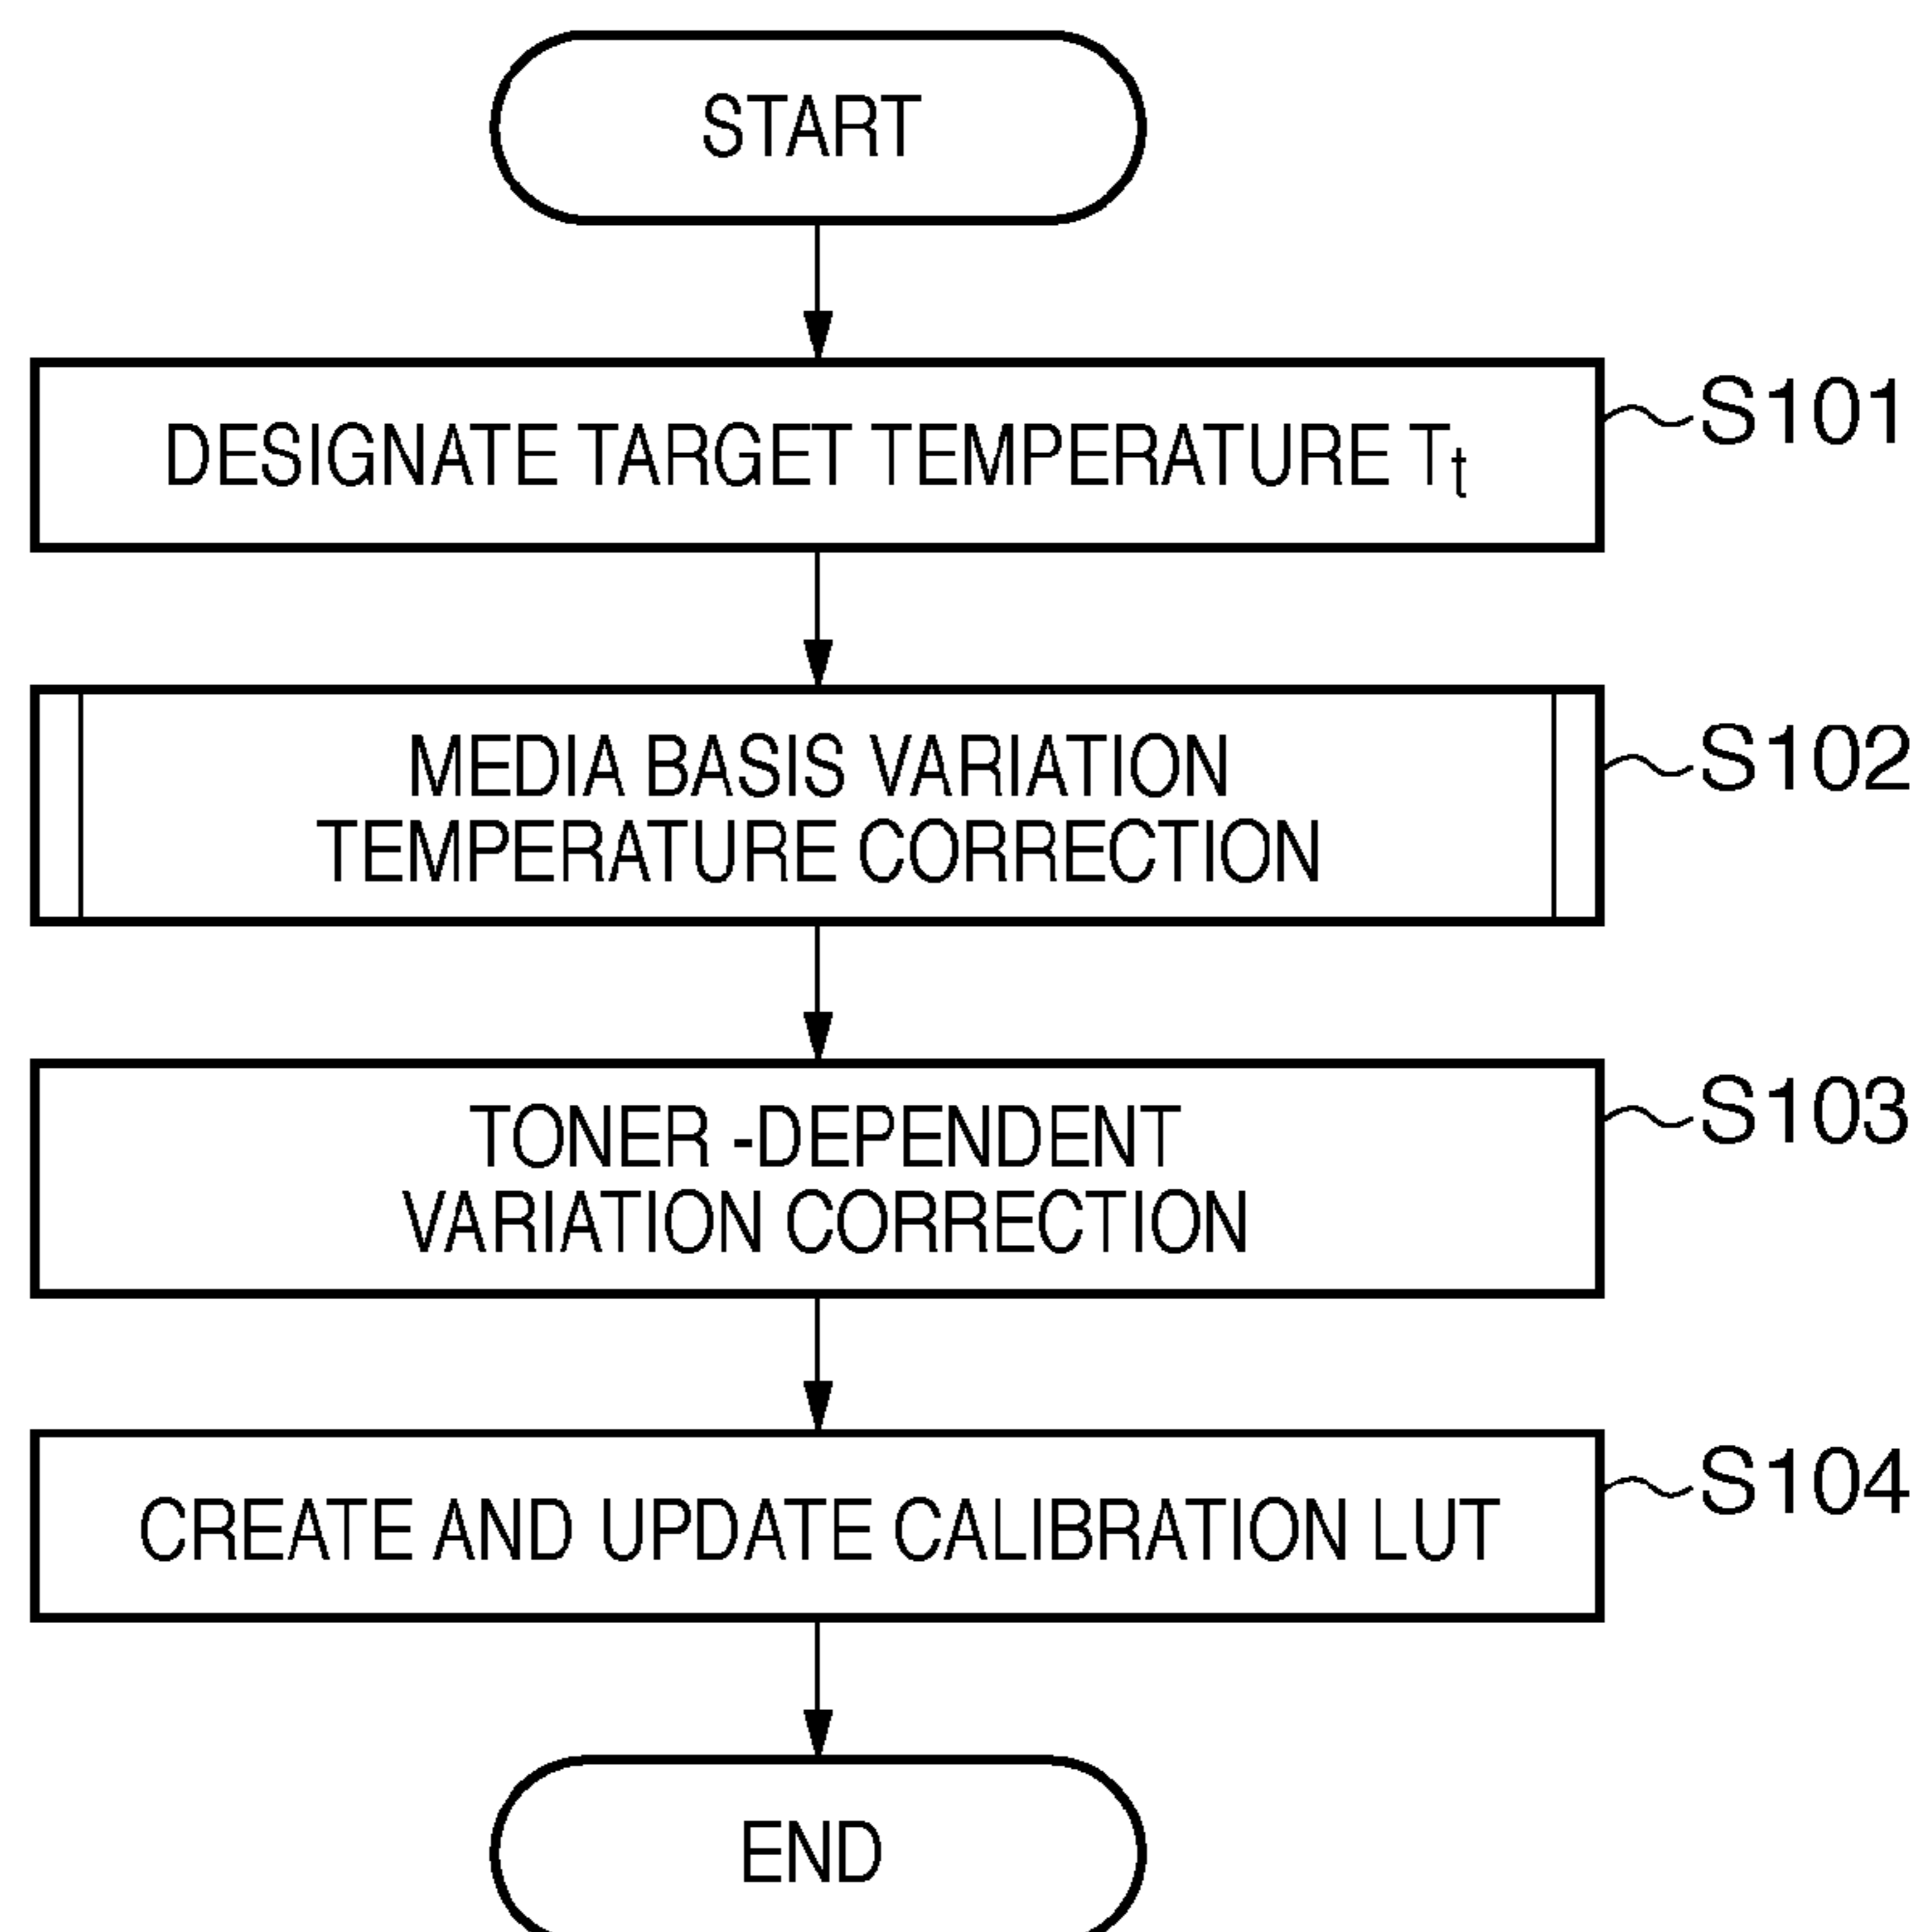 START
DESIGNATE TARGET TEMPERATURE Tt
S101
MEDIA BASIS VARIATION
TEMPERATURE CORRECTION
S102
TONER -DEPENDENT
VARIATION CORRECTION
S103
CREATE AND UPDATE CALIBRATION LUT
S104
END